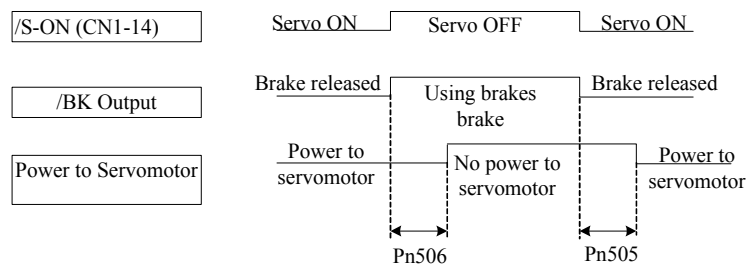 /S-ON (CN1-14)
Servo ON
Servo OFF
Servo ON
/BK Output
Brake released
Using brakes
brake
Brake released
Power to Servomotor
Power to
servomotor
No power to
servomotor
Power to
servomotor
Pn506
Pn505